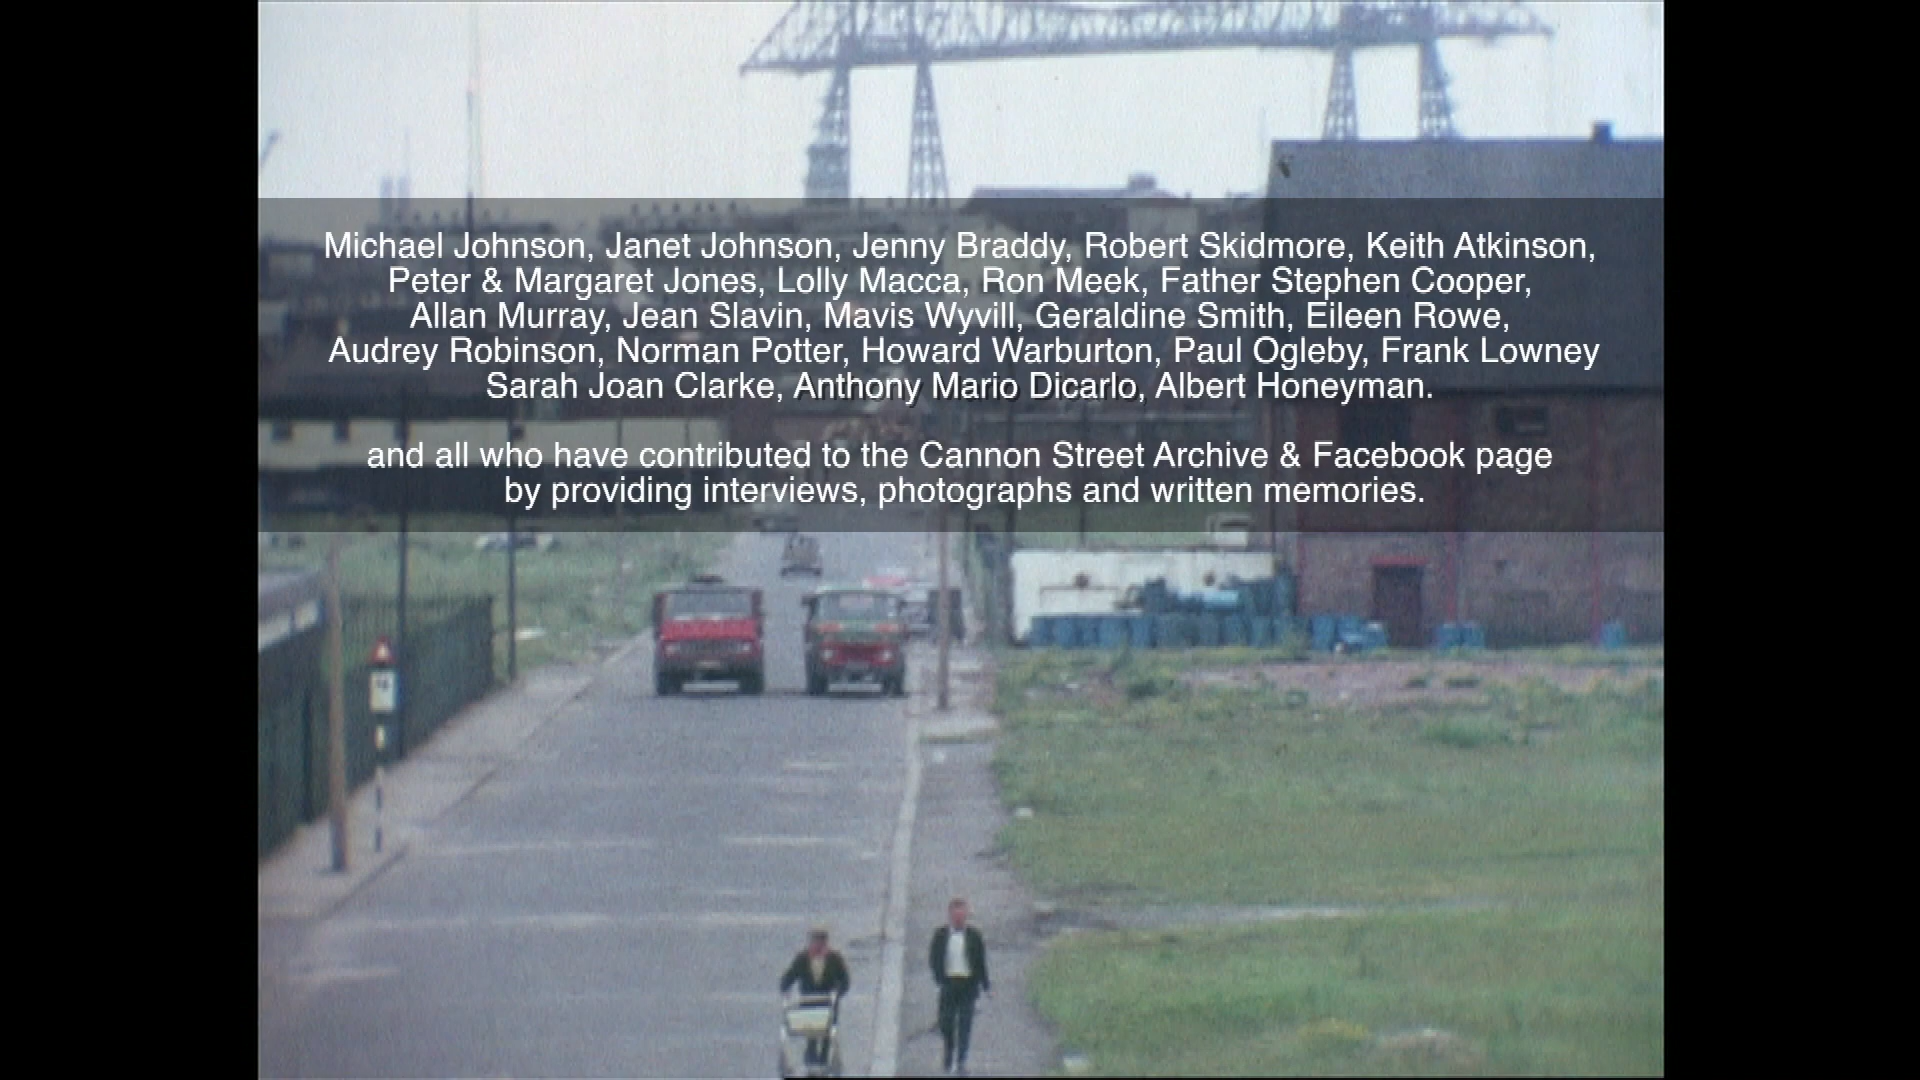 Michael Johnson, Janet Johnson, Jenny Braddy, Robert Skidmore, Keith Atkinson,
Peter & Margaret Jones, Lolly Macca, Ron Meek, Father Stephen Cooper,
Allan Murray, Jean Slavin, Mavis Wyvill, Geraldine Smith, Eileen Rowe,
Audrey Robinson, Norman Potter, Howard Warburton, Paul Ogleby, Frank Lowney
Sarah Joan Clarke, Anthony Mario Dicarlo, Albert Honeyman.
and all who have contributed to the Cannon Street Archive & Facebook page
by providing interviews, photographs and written memories.